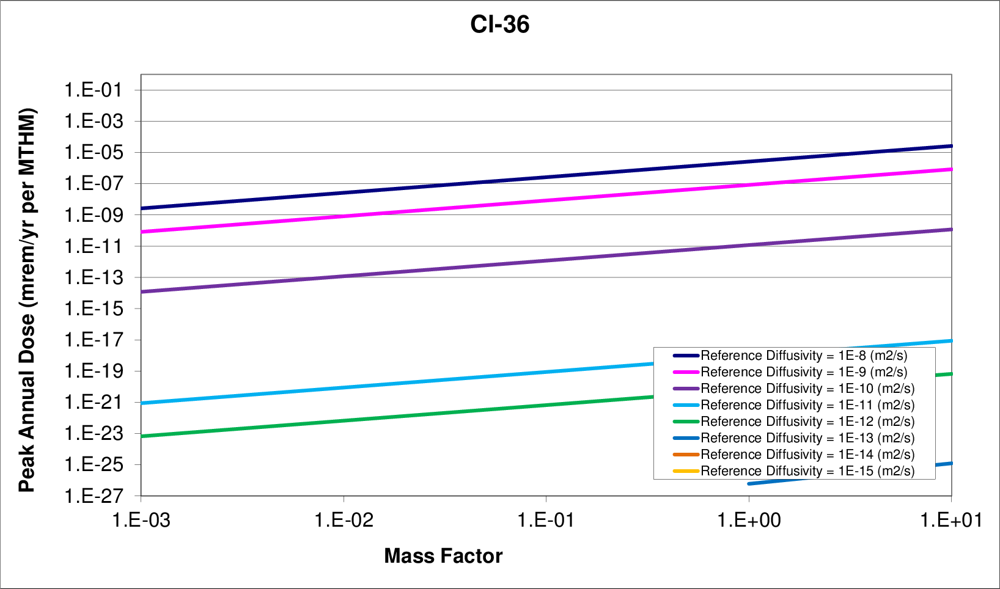 Cl-36
Peak Annual Dose (mrem/yr per MTHM)
1.E-01
1.E-03
1.E-05
1.E-07
1.E-09
1.E-11
1.E-13
1.E-15
1.E-17
1.E-19
1.E-21
1.E-23
1.E-25
1.E-27
Reference Diffusivity = 1E-8 (m2/s)
Reference Diffusivity = 1E-9 (m2/s)
Reference Diffusivity = 1E-10 (m2/s)
Reference Diffusivity = 1E-11 (m2/s)
Reference Diffusivity = 1E-12 (m2/s)
Reference Diffusivity = 1E-13 (m2/s)
Reference Diffusivity = 1E-14 (m2/s)
Reference Diffusivity = 1E-15 (m2/s)
1.E-03 1.E-02 1.E-01 1.E+00 1.E+01
Mass Factor